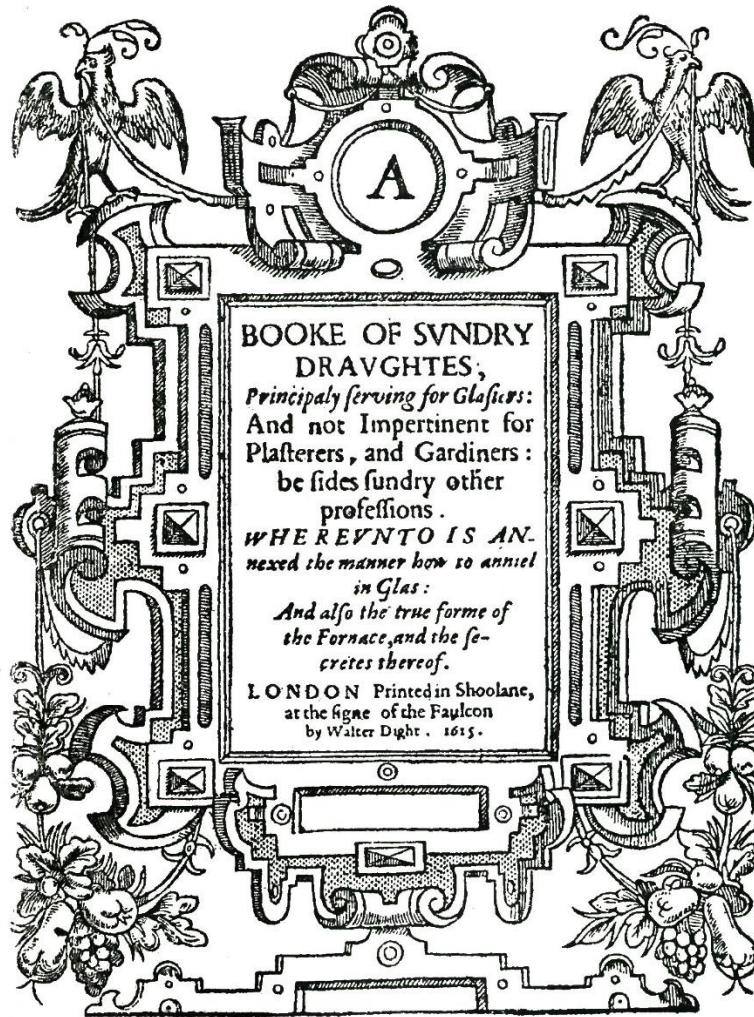 A
BOOKE OF SVNDRY
DRAVGHTES,
Principaly ſerving for Glaſiers:
And not Impertinent for
Plaſterers, and Gardiners:
be ſides ſundry other
profeſſions.
WHEREVNTO IS AN-
nexed the manner how to anniel
in Glas:
And alſo the true forme of
the Fornace, and the ſe-
cretes thereof.
LONDON Printed in Shoolane,
at the ſigne of the Faulcon
by Walter Dight. 1615.